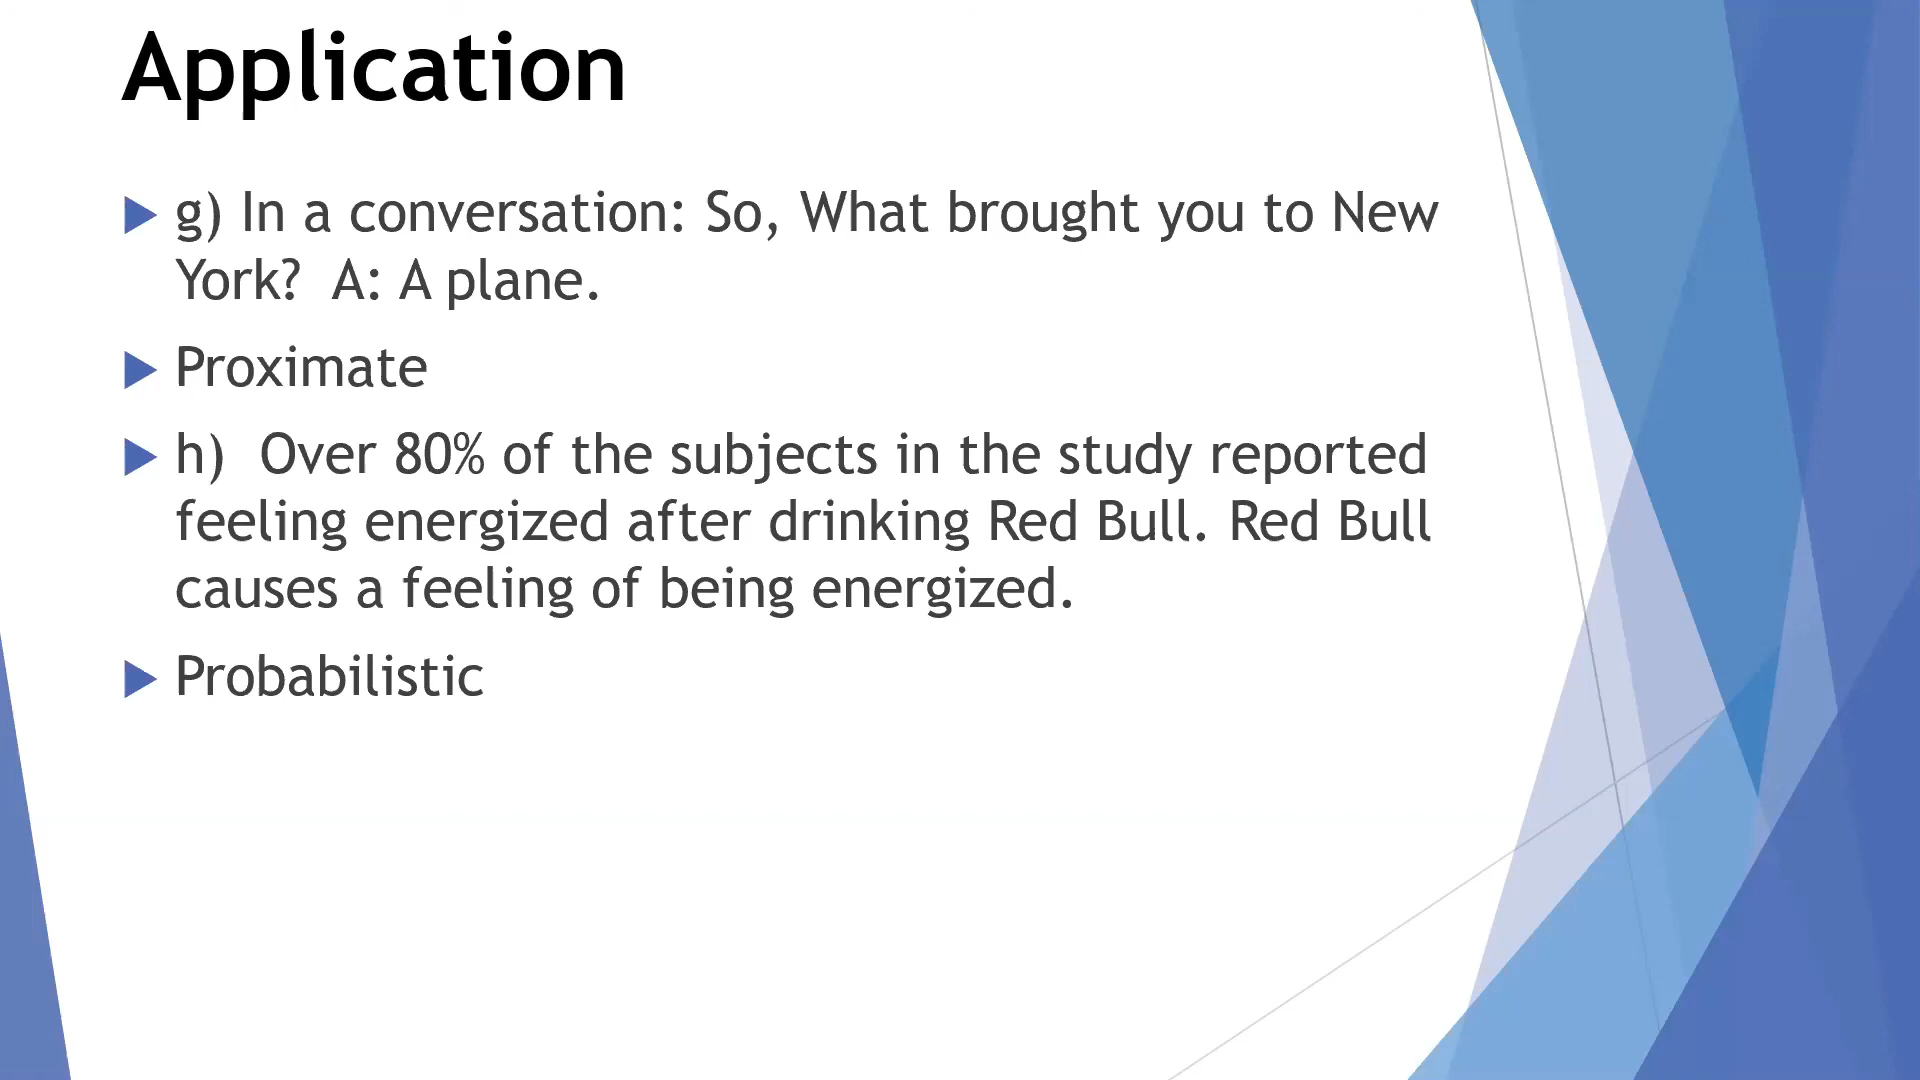 Application
g) In a conversation: So, What brought you to New
York?  A: A plane.
Proximate
h)  Over 80% of the subjects in the study reported
feeling energized after drinking Red Bull. Red Bull
causes a feeling of being energized.
Probabilistic